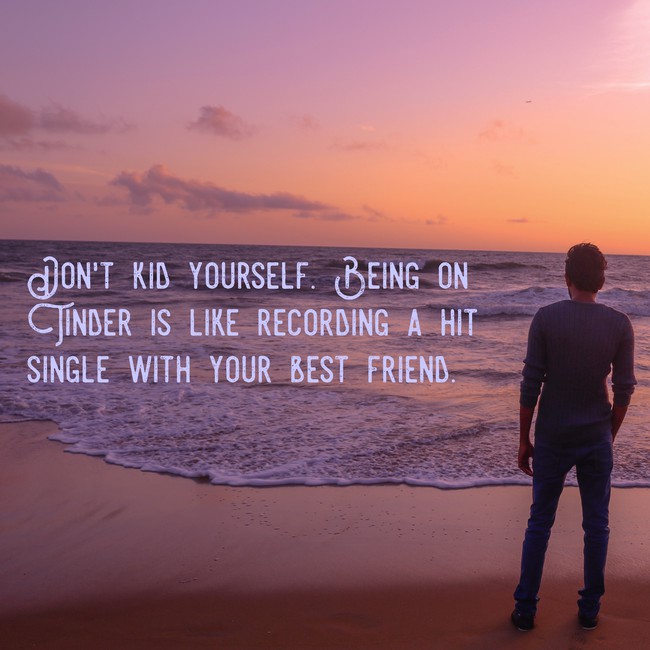 Don't kid yourself. Being on
Tinder is like recording a hit
single with your best friend.